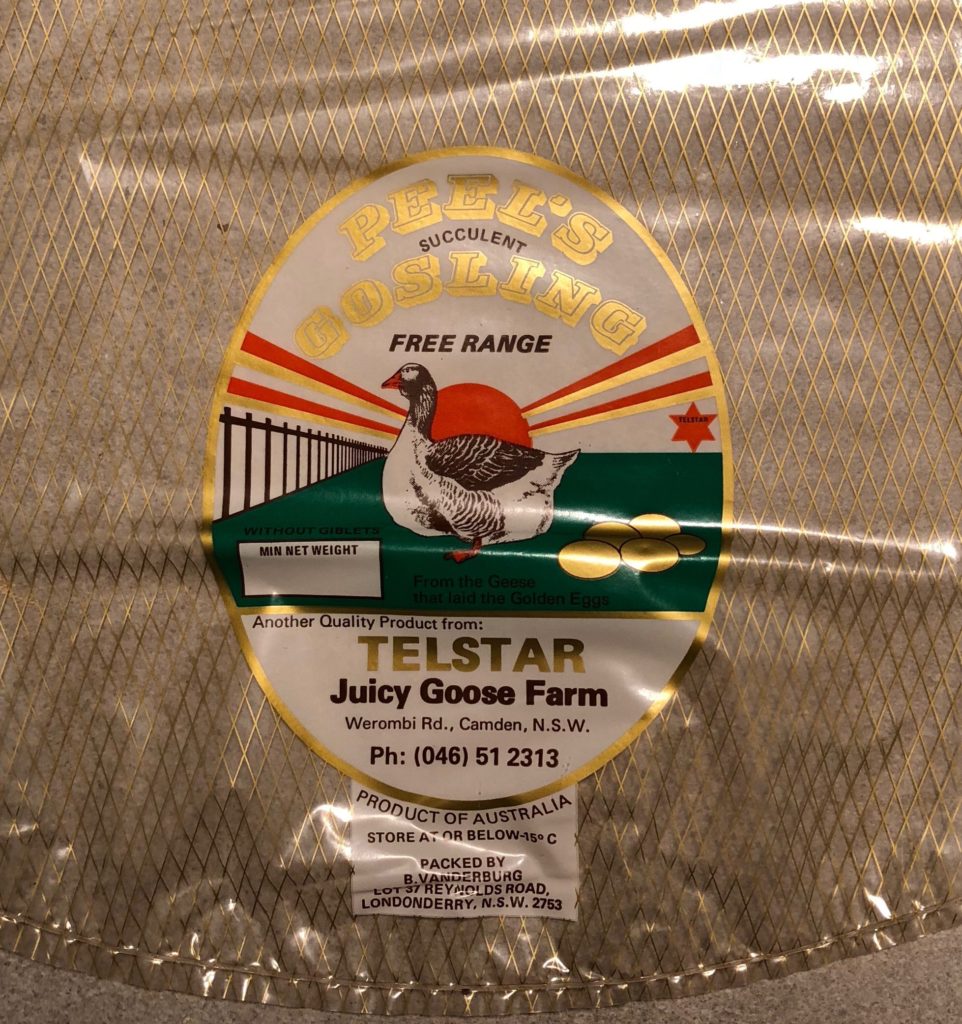 PEEL'S
SUCCULENT
GOSLING
FREE RANGE
TELSTAR
WITHOUT GIBLETS
MIN NET WEIGHT
From the Geese
that laid the Golden Eggs
Another Quality Product from:
TELSTAR
Juicy Goose Farm
Werombi Rd., Camden, N.S.W.
Ph: (046) 51 2313
PRODUCT OF AUSTRALIA
STORE AT OR BELOW-15º C
PACKED BY
B.VANDERBURG
LOT 37 REYNOLDS ROAD,
LONDONDERRY, N.S.W. 2753